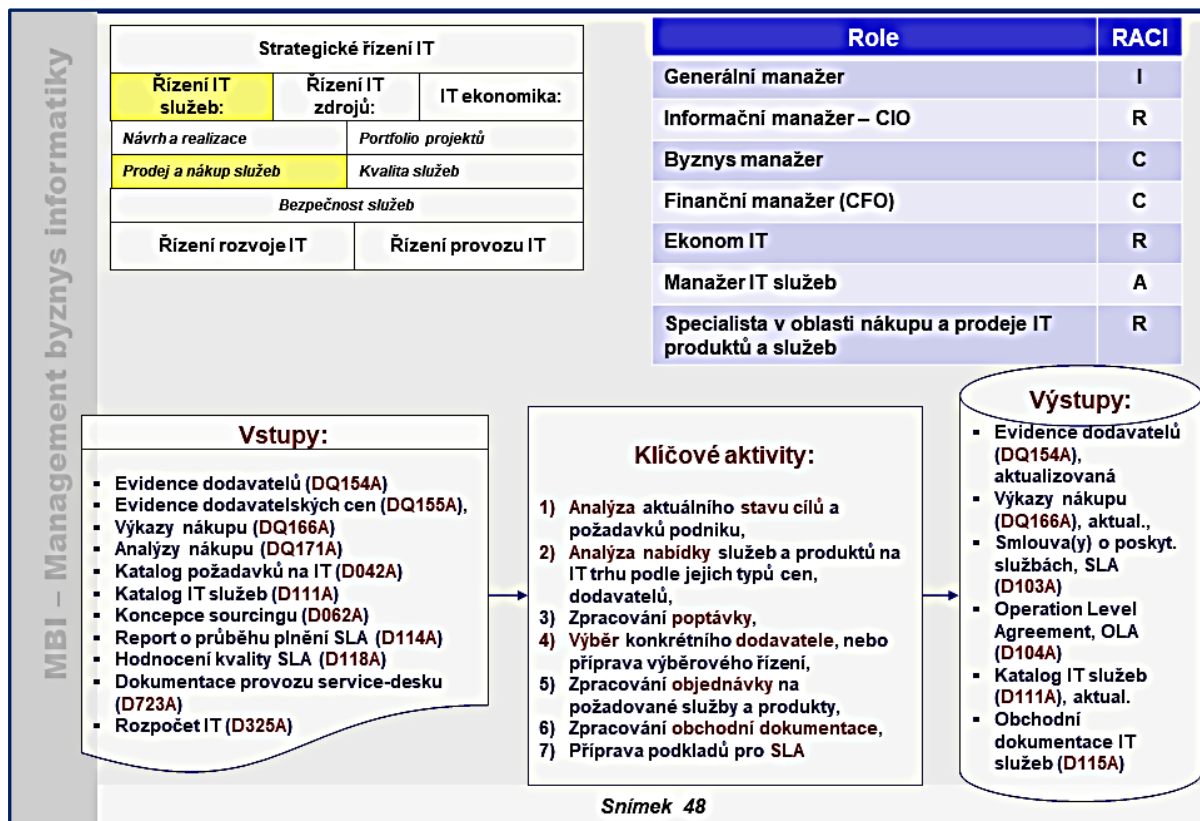 MBI – Management byznys informatiky
Strategické řízení IT
Řízení IT
služeb:
Řízení IT
zdrojů:
IT ekonomika:
Návrh a realizace
Portfolio projektů
Prodej a nákup služeb
Kvalita služeb
Bezpečnost služeb
Řízení rozvoje IT
Řízení provozu IT
Role RACI
Generální manažer I
Informační manažer – CIO R
Byznys manažer C
Finanční manažer (CFO) C
Ekonom IT R
Manažer IT služeb A
Specialista v oblasti nákupu a prodeje IT
produktů a služeb R
Vstupy:
▪ Evidence dodavatelů (DQ154A)
▪ Evidence dodavatelských cen (DQ155A),
▪ Výkazy nákupu (DQ166A)
▪ Analýzy nákupu (DQ171A)
▪ Katalog požadavků na IT (D042A)
▪ Katalog IT služeb (D111A)
▪ Koncepce sourcingu (D062A)
▪ Report o průběhu plnění SLA (D114A)
▪ Hodnocení kvality SLA (D118A)
▪ Dokumentace provozu service-desku
(D723A)
▪ Rozpočet IT (D325A)
Klíčové aktivity:
1) Analýza aktuálního stavu cílů a
požadavků podniku,
2) Analýza nabídky služeb a produktů na
IT trhu podle jejich typů cen,
dodavatelů,
3) Zpracování poptávky,
4) Výběr konkrétního dodavatele, nebo
příprava výběrového řízení,
5) Zpracování objednávky na
požadované služby a produkty,
6) Zpracování obchodní dokumentace,
7) Příprava podkladů pro SLA
Výstupy:
▪ Evidence dodavatelů
(DQ154A),
aktualizovaná
▪ Výkazy nákupu
(DQ166A), aktual.,
▪ Smlouva(y) o poskyt.
službách, SLA
(D103A)
▪ Operation Level
Agreement, OLA
(D104A)
▪ Katalog IT služeb
(D111A), aktual.
▪ Obchodní
dokumentace IT
služeb (D115A)
Snímek 48